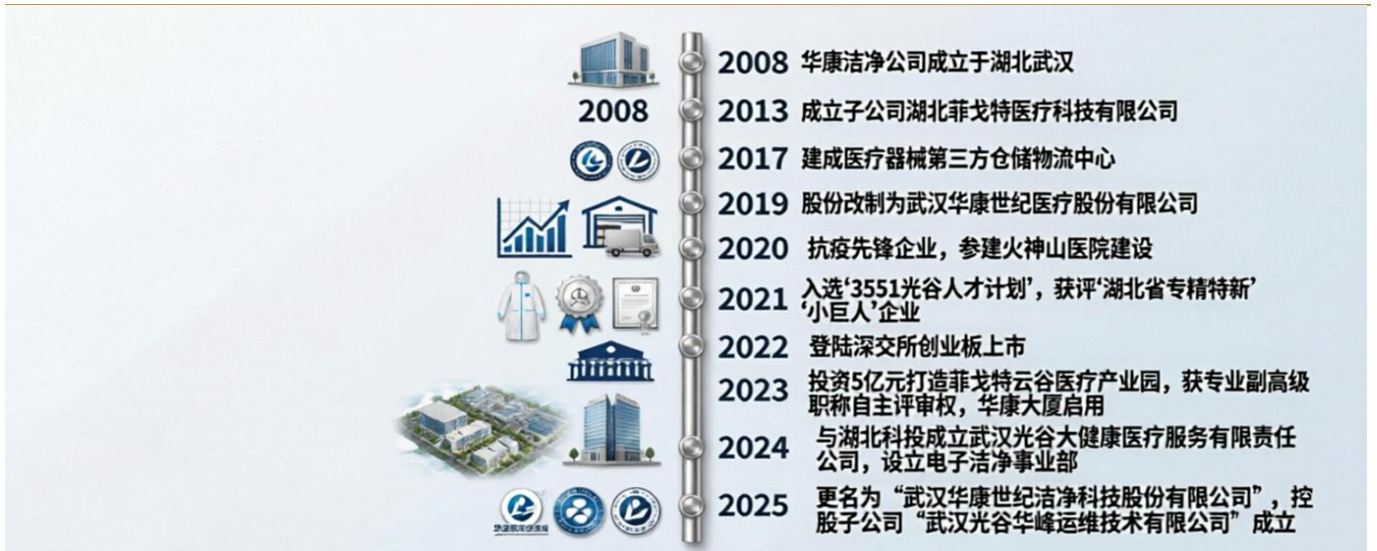 2008 华康洁净公司成立于湖北武汉
2008
2013 成立子公司湖北菲戈特医疗科技有限公司
2017 建成医疗器械第三方仓储物流中心
2019 股份改制为武汉华康世纪医疗股份有限公司
2020 抗疫先锋企业，参建火神山医院建设
2021 入选‘3551光谷人才计划’，获评‘湖北省专精特新’
‘小巨人’企业
2022 登陆深交所创业板上市
2023 投资5亿元打造菲戈特云谷医疗产业园，获专业副高级
职称自主评审权，华康大厦启用
2024 与湖北科投成立武汉光谷大健康医疗服务有限责任
公司，设立电子洁净事业部
2025 更名为“武汉华康世纪洁净科技股份有限公司”，控
股子公司“武汉光谷华峰运维技术有限公司”成立